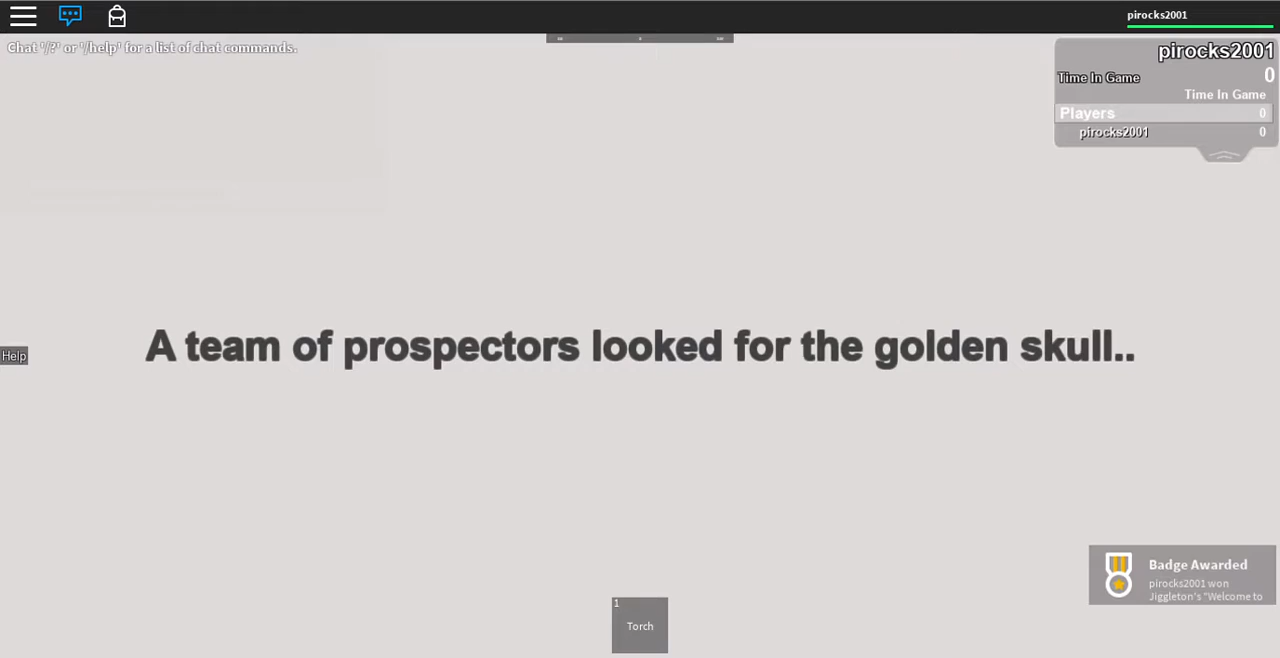 pirocks2001
Chat '/?' or '/help' for a list of chat commands.
pirocks2001
Time In Game 0
Time In Game
Players 0
pirocks2001 0
Help
A team of prospectors looked for the golden skull..
Badge Awarded
pirocks2001 won
Jiggleton's "Welcome to
1
Torch